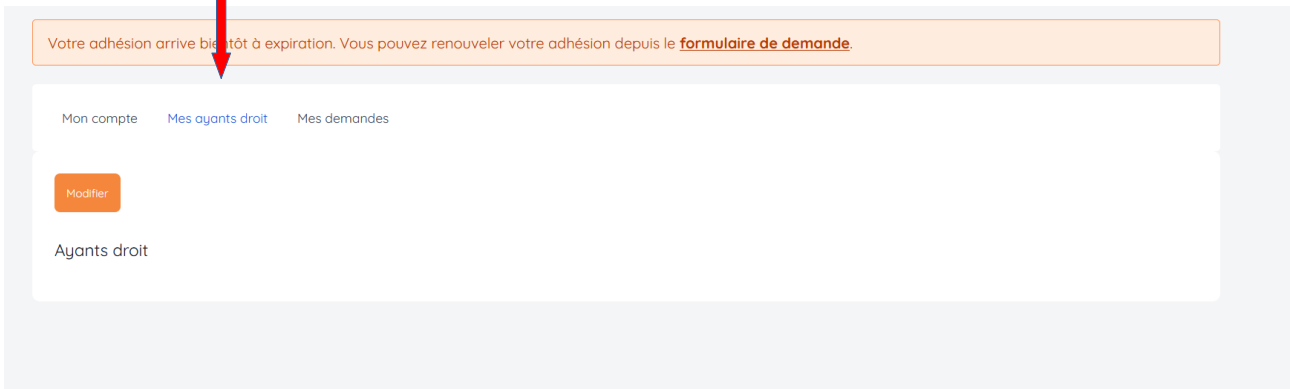 Votre adhésion arrive bientôt à expiration. Vous pouvez renouveler votre adhésion depuis le formulaire de demande.
Mon compte Mes ayants droit Mes demandes
Modifier
Ayants droit